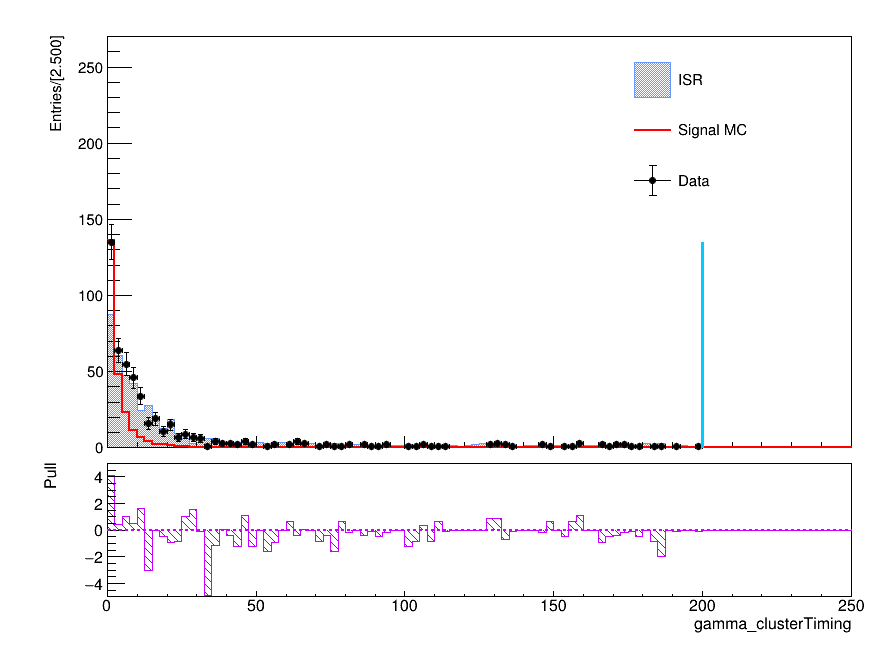 Entries/[2.500]
250
200
150
100
50
0
ISR
Signal MC
Data
Pull
4
2
0
−2
−4
0 50 100 150 200 250
gamma_clusterTiming